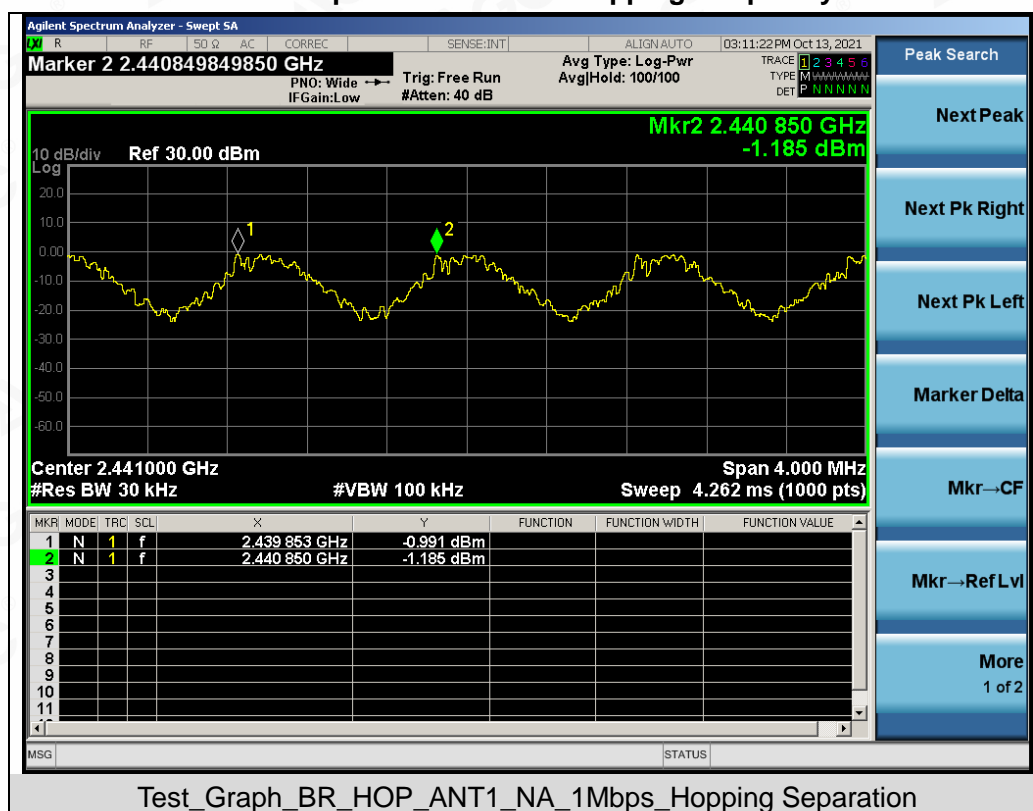 Agilent Spectrum Analyzer - Swept SA
LXI R RF 50 Ω AC CORREC SENSE:INT ALIGN AUTO 03:11:22 PM Oct 13, 2021
Marker 2 2.440849849850 GHz
PNO: Wide
IFGain:Low
Trig: Free Run
#Atten: 40 dB
Avg Type: Log-Pwr
Avg|Hold: 100/100
TRACE 1 2 3 4 5 6
TYPE M
DET P N N N N N
Peak Search
Next Peak
Next Pk Right
Next Pk Left
Marker Delta
Mkr→CF
Mkr→Ref Lvl
More
1 of 2
Mkr2 2.440 850 GHz
-1.185 dBm
10 dB/div Ref 30.00 dBm
Log
20.0
10.0
0.00
-10.0
-20.0
-30.0
-40.0
-50.0
-60.0
1
2
Center 2.441000 GHz Span 4.000 MHz
#Res BW 30 kHz #VBW 100 kHz Sweep 4.262 ms (1000 pts)
MKR MODE TRC SCL X Y FUNCTION FUNCTION WIDTH FUNCTION VALUE
1 N 1 f 2.439 853 GHz -0.991 dBm
2 N 1 f 2.440 850 GHz -1.185 dBm
3
4
5
6
7
8
9
10
11
MSG STATUS
Test_Graph_BR_HOP_ANT1_NA_1Mbps_Hopping Separation